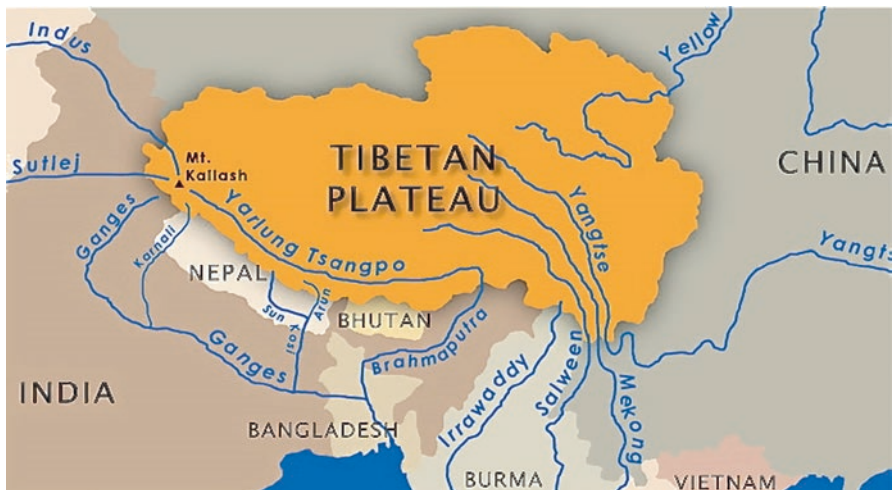 Indus
Yellow
Mt.
Kailash
Sutlej
TIBETAN
PLATEAU
CHINA
Ganges
Karnali
Yarlung Tsangpo
Yangtse
Yangts
NEPAL
Sun Kosi
Arun
BHUTAN
Ganges
Brahmaputra
INDIA
BANGLADESH
Irrawaddy
Salween
Mekong
BURMA
VIETNAM